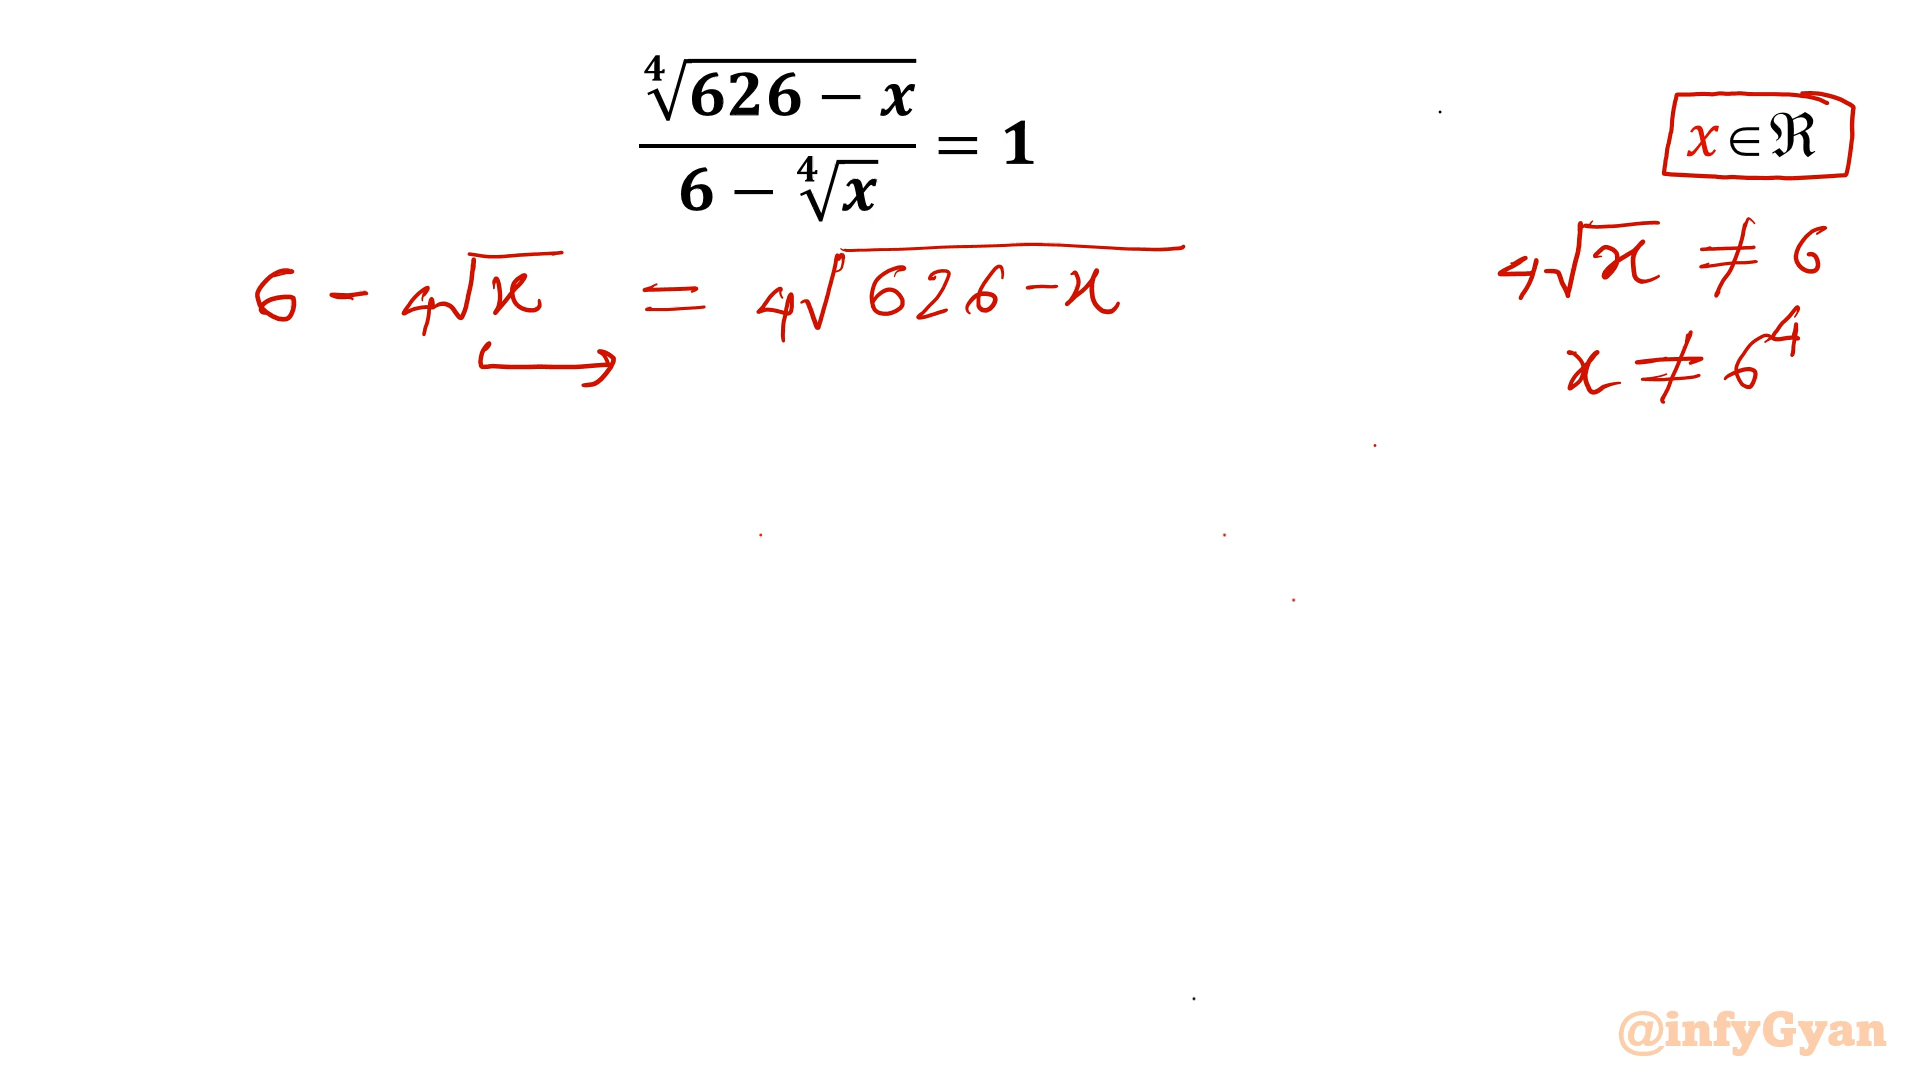 ⁴√(626 − x) / (6 − ⁴√x) = 1
x ∈ ℜ
6 − 4√x = 4√626−x
4√x ≠ 6
x ≠ 6⁴
@infyGyan